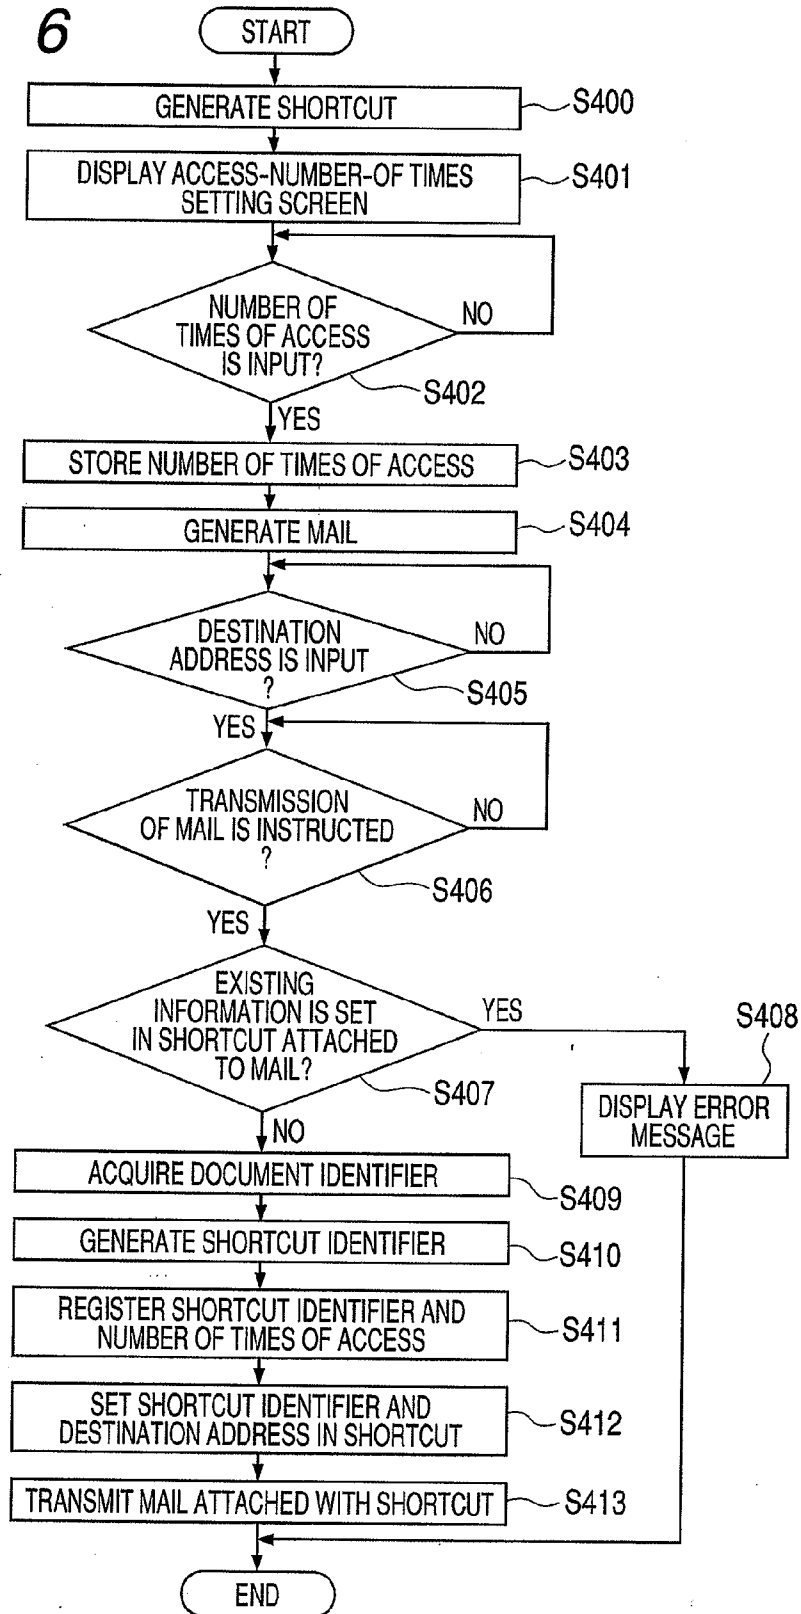 6
START
GENERATE SHORTCUT
S400
DISPLAY ACCESS-NUMBER-OF TIMES
SETTING SCREEN
S401
NUMBER OF
TIMES OF ACCESS
IS INPUT?
NO
S402
YES
STORE NUMBER OF TIMES OF ACCESS
S403
GENERATE MAIL
S404
DESTINATION
ADDRESS IS INPUT
?
NO
S405
YES
TRANSMISSION
OF MAIL IS INSTRUCTED
?
NO
S406
YES
EXISTING
INFORMATION IS SET
IN SHORTCUT ATTACHED
TO MAIL?
YES
S407
S408
DISPLAY ERROR
MESSAGE
NO
ACQUIRE DOCUMENT IDENTIFIER
S409
GENERATE SHORTCUT IDENTIFIER
S410
REGISTER SHORTCUT IDENTIFIER AND
NUMBER OF TIMES OF ACCESS
S411
SET SHORTCUT IDENTIFIER AND
DESTINATION ADDRESS IN SHORTCUT
S412
TRANSMIT MAIL ATTACHED WITH SHORTCUT
S413
END